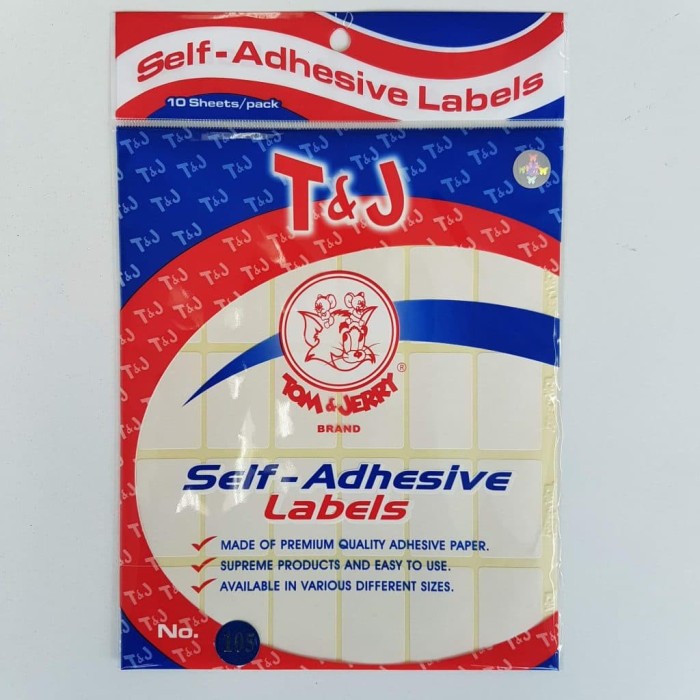 Self-Adhesive Labels
10 Sheets/pack
T&J
TOM & JERRY ®
BRAND
Self-Adhesive
Labels
MADE OF PREMIUM QUALITY ADHESIVE PAPER.
SUPREME PRODUCTS AND EASY TO USE.
AVAILABLE IN VARIOUS DIFFERENT SIZES.
No. 105